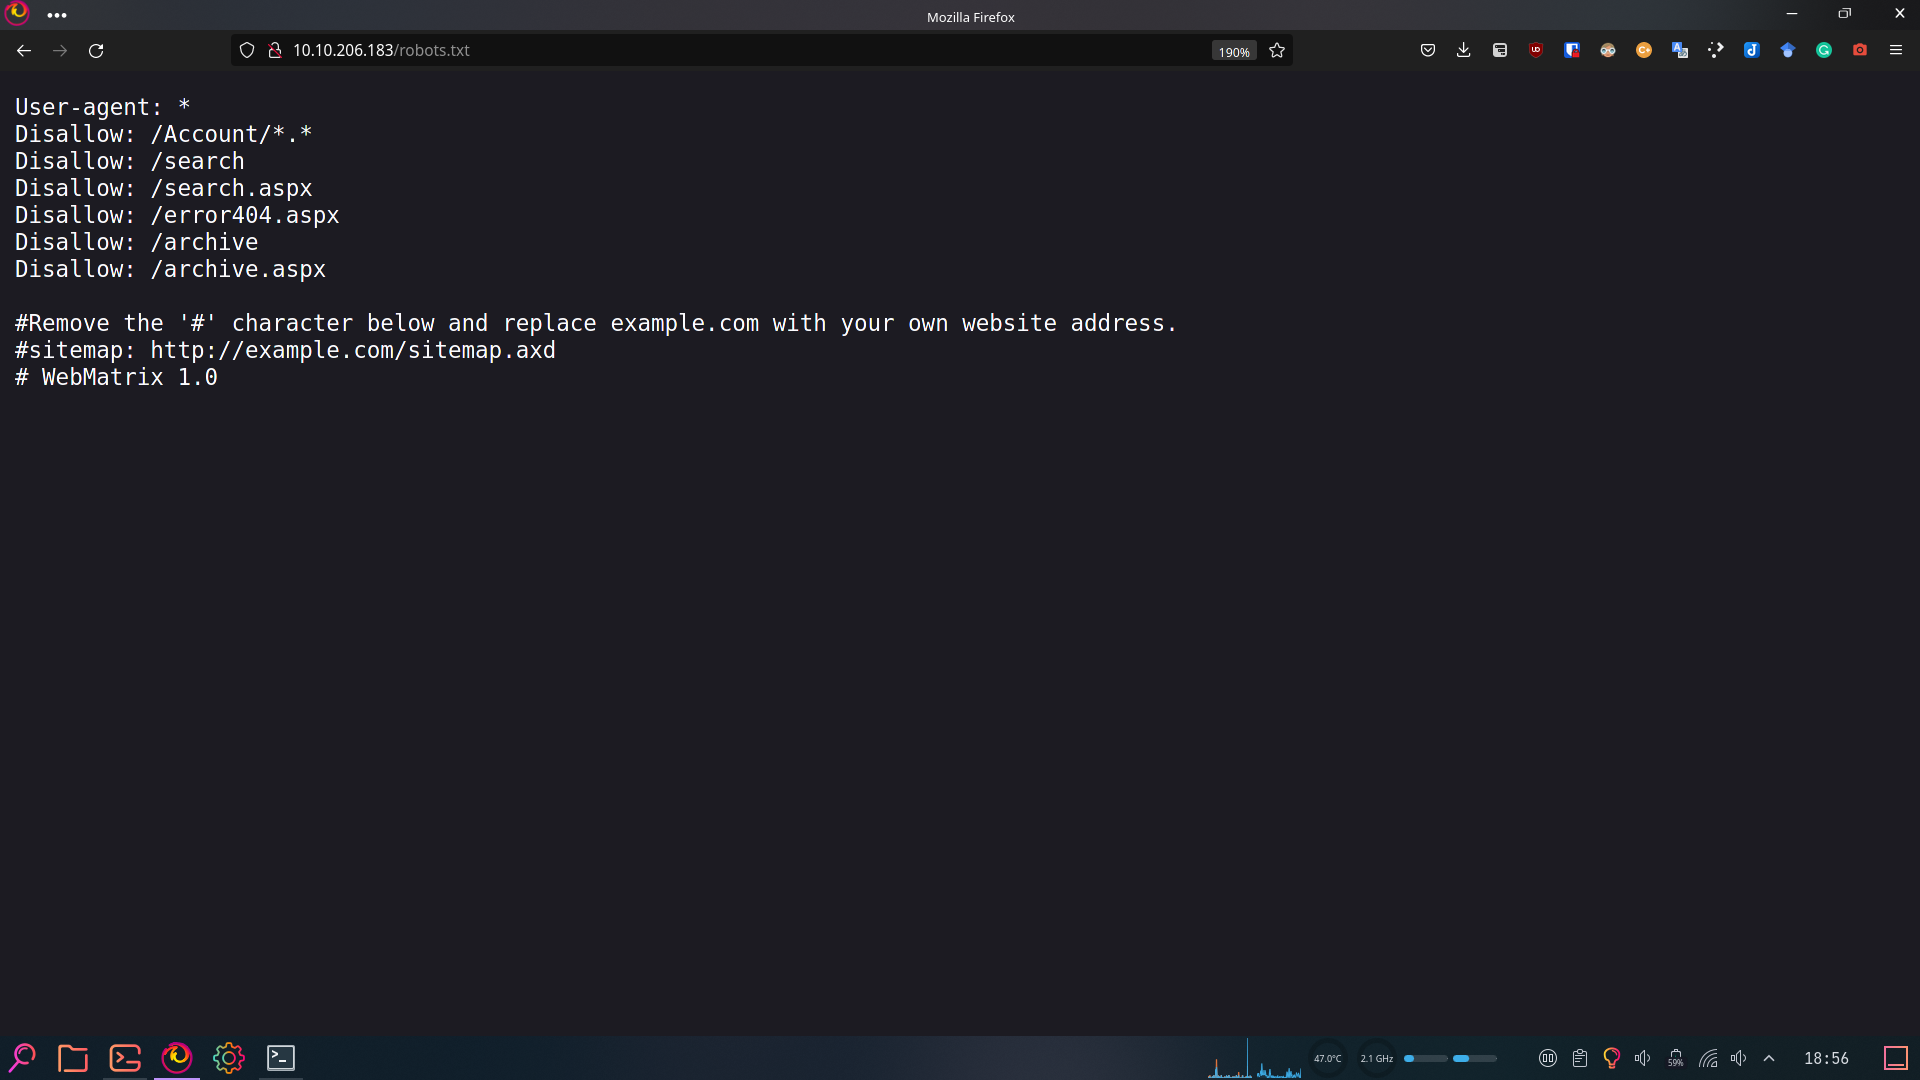 Mozilla Firefox
10.10.206.183/robots.txt
190%
User-agent: *
Disallow: /Account/*.*
Disallow: /search
Disallow: /search.aspx
Disallow: /error404.aspx
Disallow: /archive
Disallow: /archive.aspx
#Remove the '#' character below and replace example.com with your own website address.
#sitemap: http://example.com/sitemap.axd
# WebMatrix 1.0
47.0°C
2.1 GHz
59%
18:56